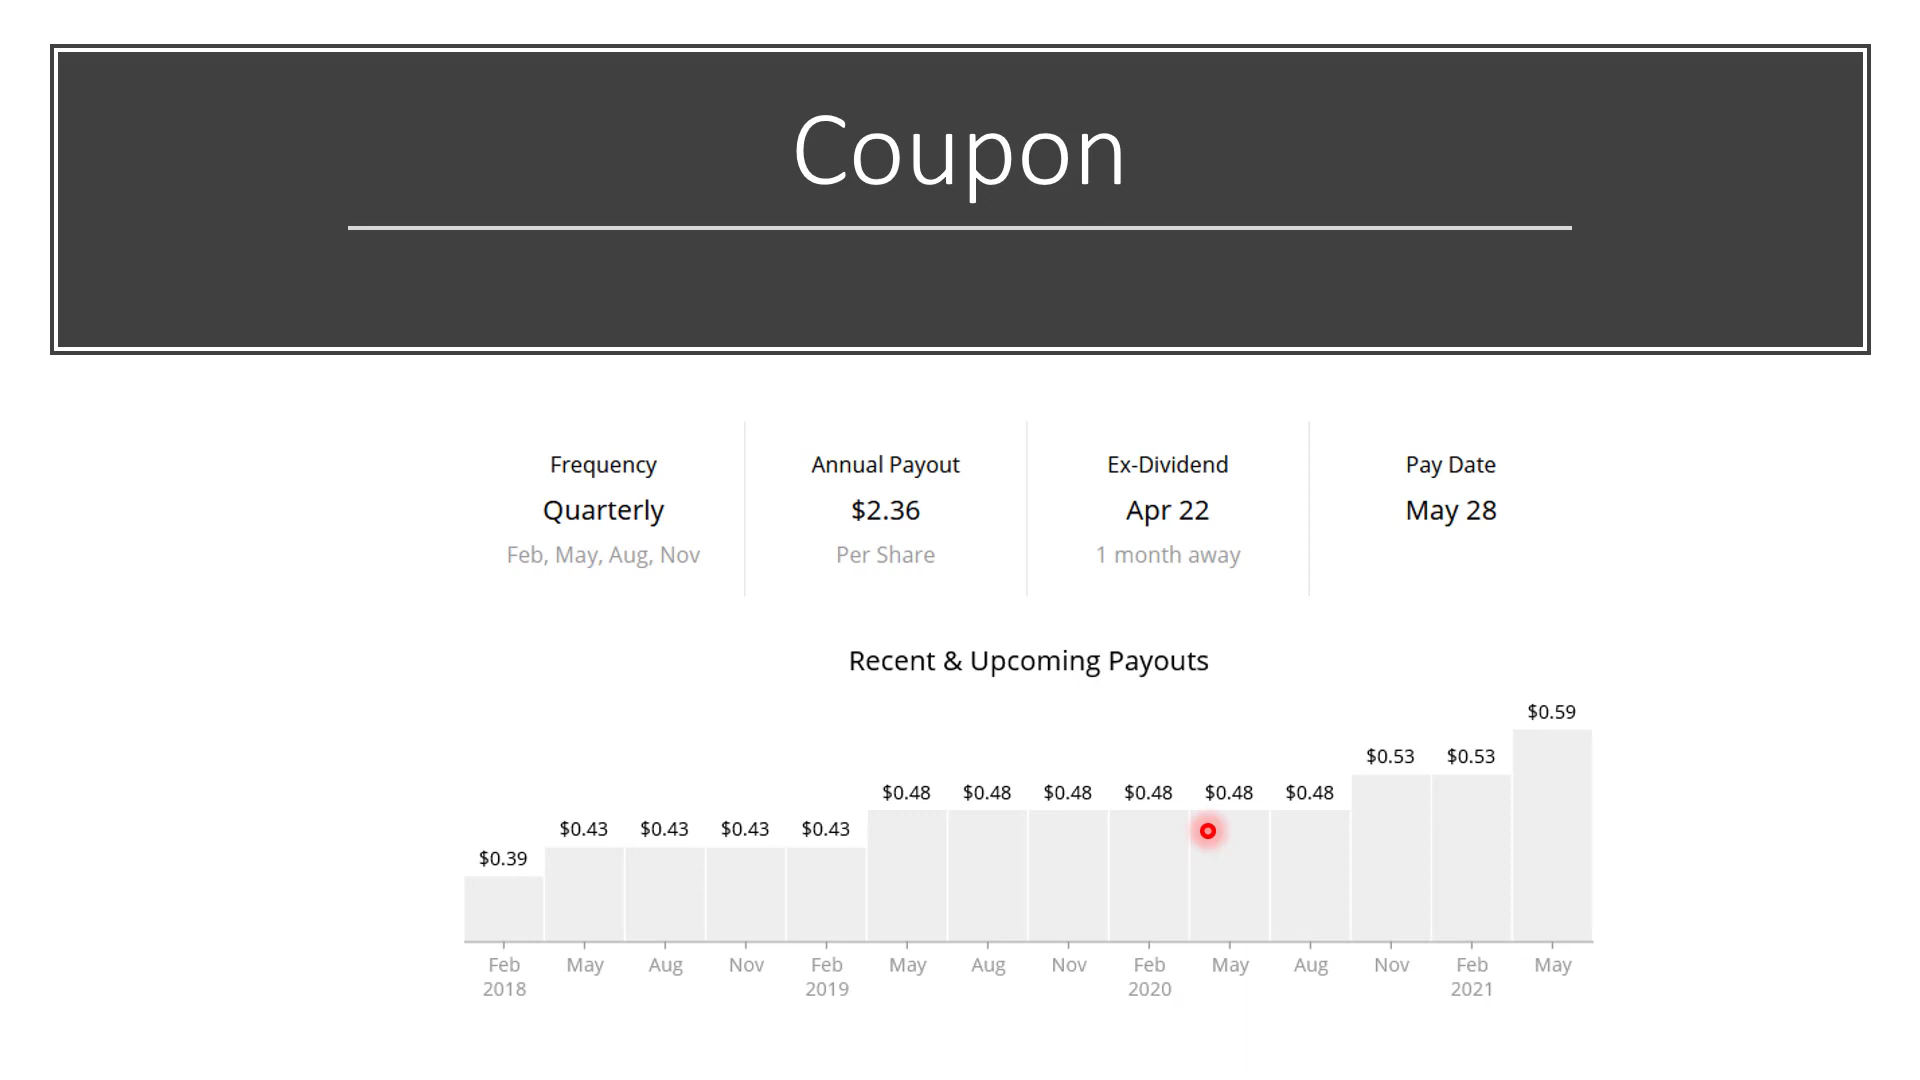 Coupon
Frequency
Quarterly
Feb, May, Aug, Nov
Annual Payout
$2.36
Per Share
Ex-Dividend
Apr 22
1 month away
Pay Date
May 28
Recent & Upcoming Payouts
$0.39 $0.43 $0.43 $0.43 $0.43 $0.48 $0.48 $0.48 $0.48 $0.48 $0.48 $0.53 $0.53 $0.59
Feb May Aug Nov Feb May Aug Nov Feb May Aug Nov Feb May
2018 2019 2020 2021